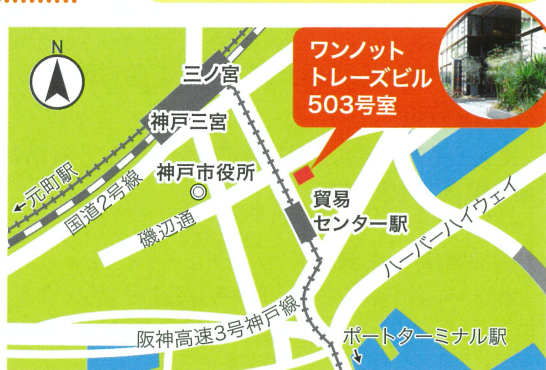 ワンノット
トレーズビル
503号室
N
三ノ宮
神戸三宮
←元町駅
国道2号線
神戸市役所
磯辺通
貿易
センター駅
ハーバーハイウェイ
阪神高速3号神戸線
ポートターミナル駅